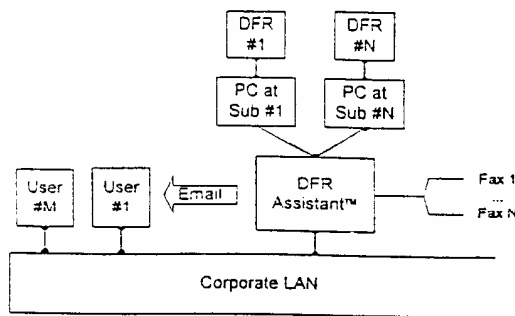 DFR
#1
DFR
#N
PC at
Sub #1
PC at
Sub #N
User
#M
User
#1
Email
DFR
Assistant™
Fax 1
...
Fax N
Corporate LAN